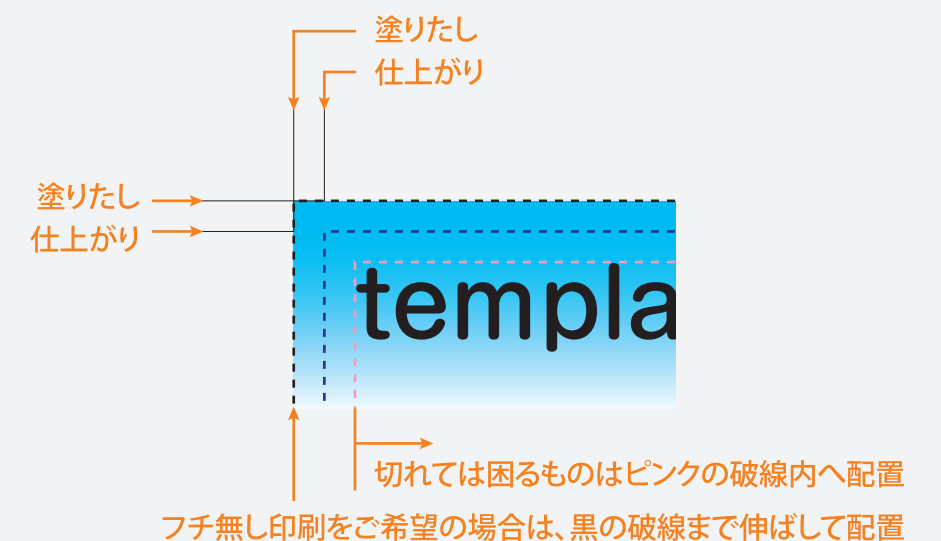 塗りたし
仕上がり
塗りたし
仕上がり
templa
切れては困るものはピンクの破線内へ配置
フチ無し印刷をご希望の場合は、黒の破線まで伸ばして配置